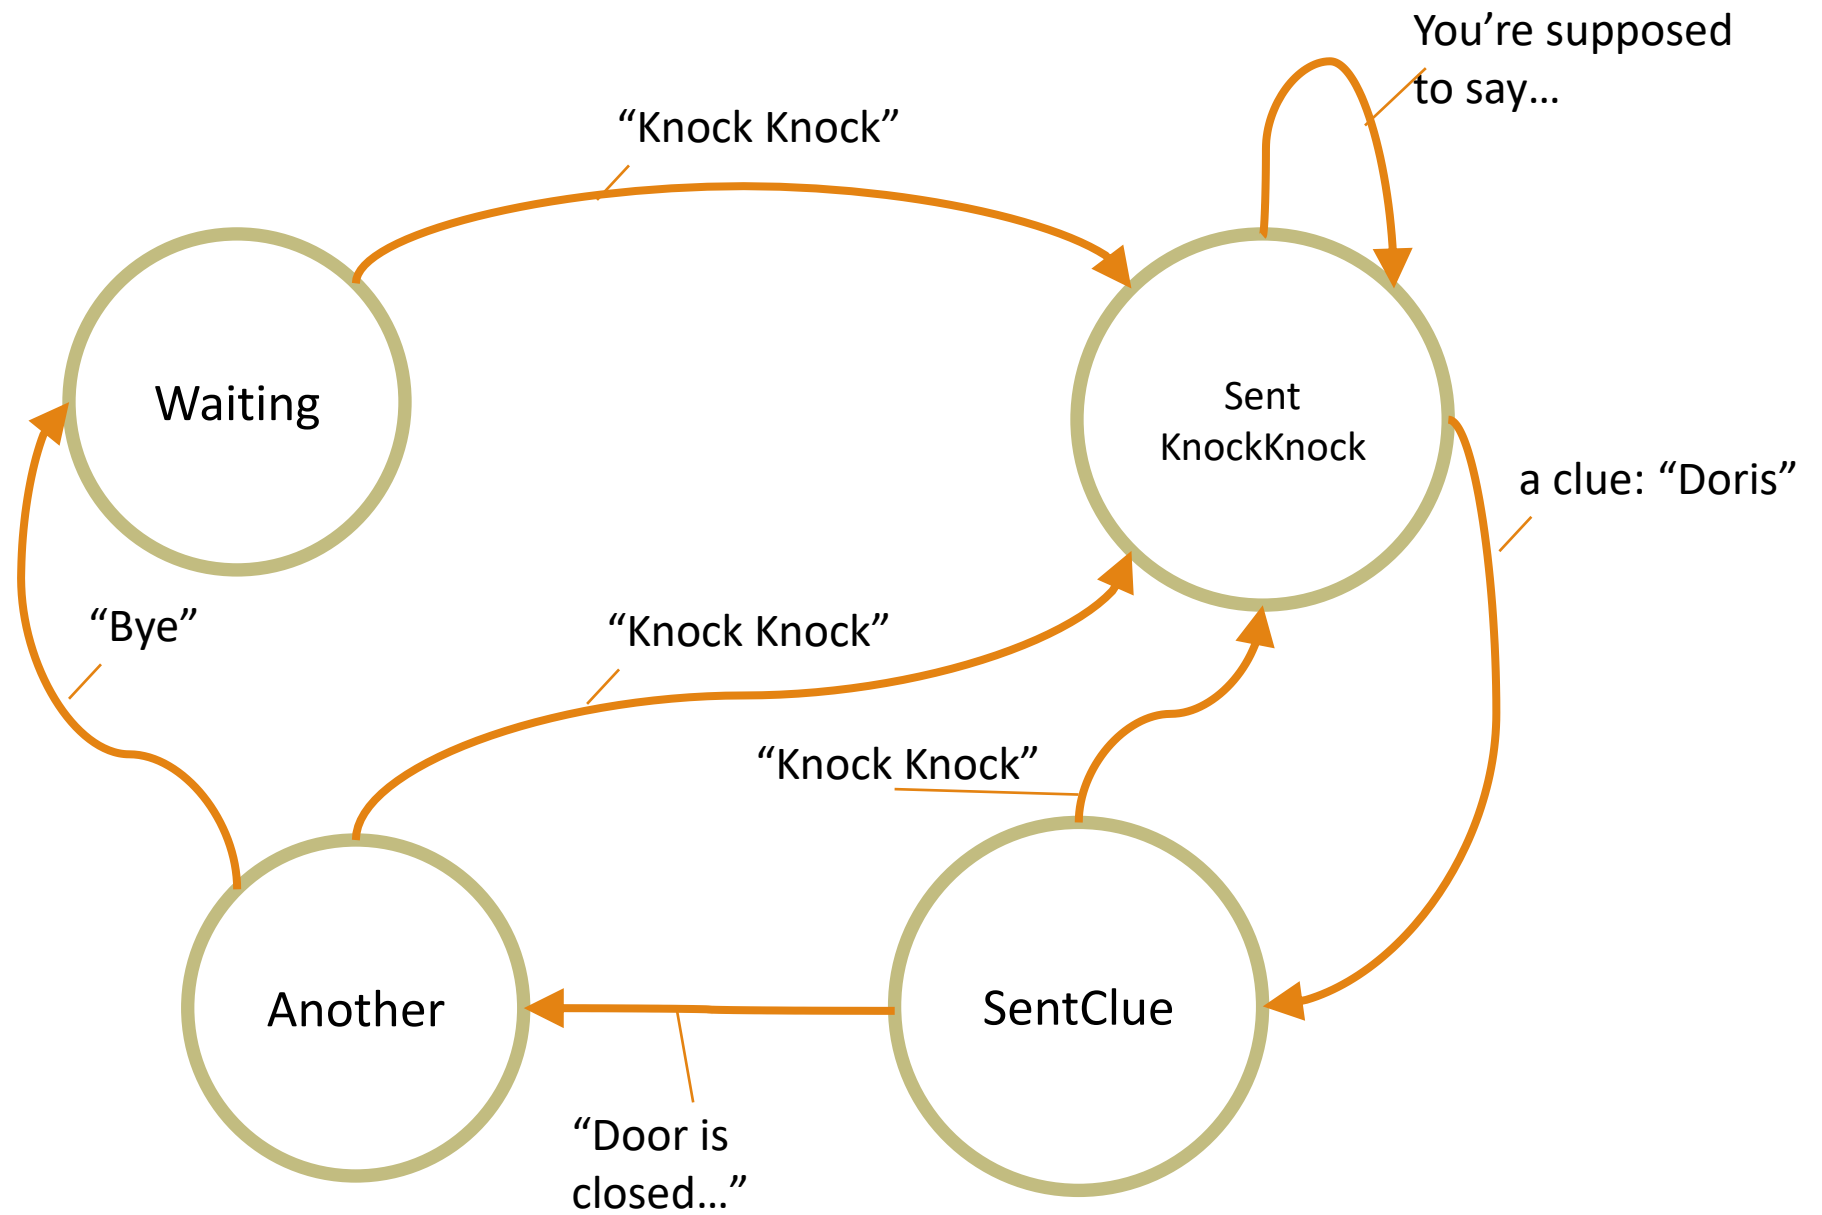 You’re supposed
to say…
“Knock Knock”
Waiting
Sent
KnockKnock
a clue: “Doris”
“Bye”
“Knock Knock”
“Knock Knock”
Another
SentClue
“Door is
closed…”